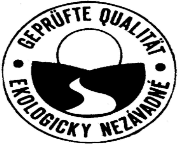 GEPRÜFTE QUALITÄT
EKOLOGICKY NEZÁVADNÉ